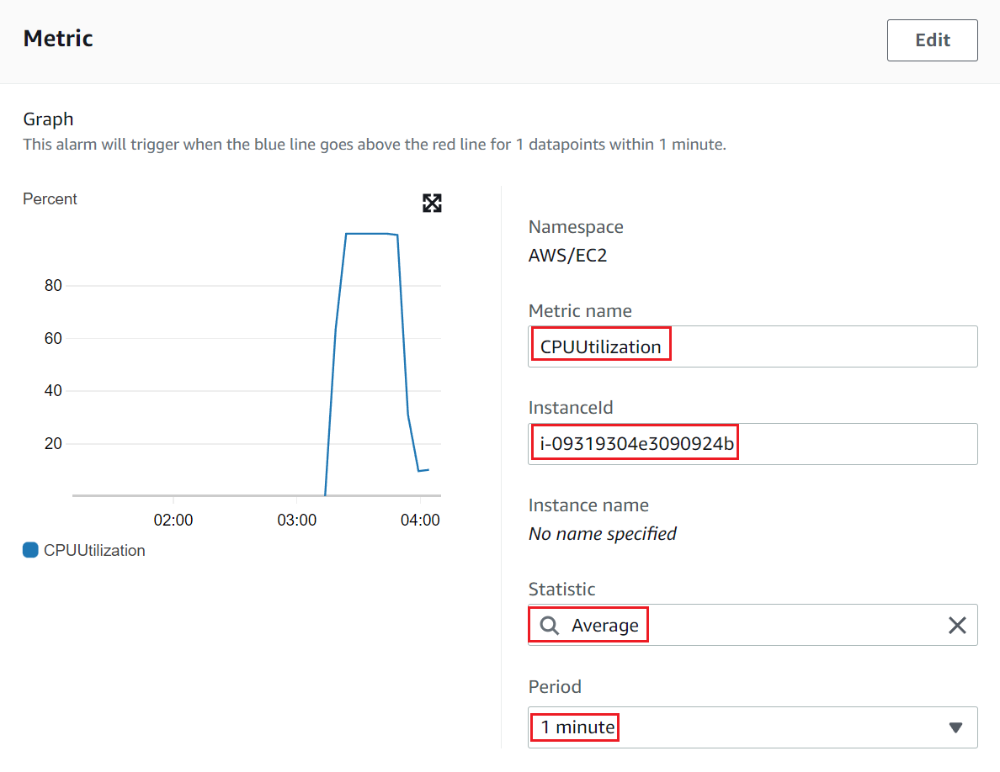 Metric
Edit
Graph
This alarm will trigger when the blue line goes above the red line for 1 datapoints within 1 minute.
Percent
80
60
40
20
02:00
03:00
04:00
CPUUtilization
Namespace
AWS/EC2
Metric name
CPUUtilization
InstanceId
i-09319304e3090924b
Instance name
No name specified
Statistic
Average
Period
1 minute